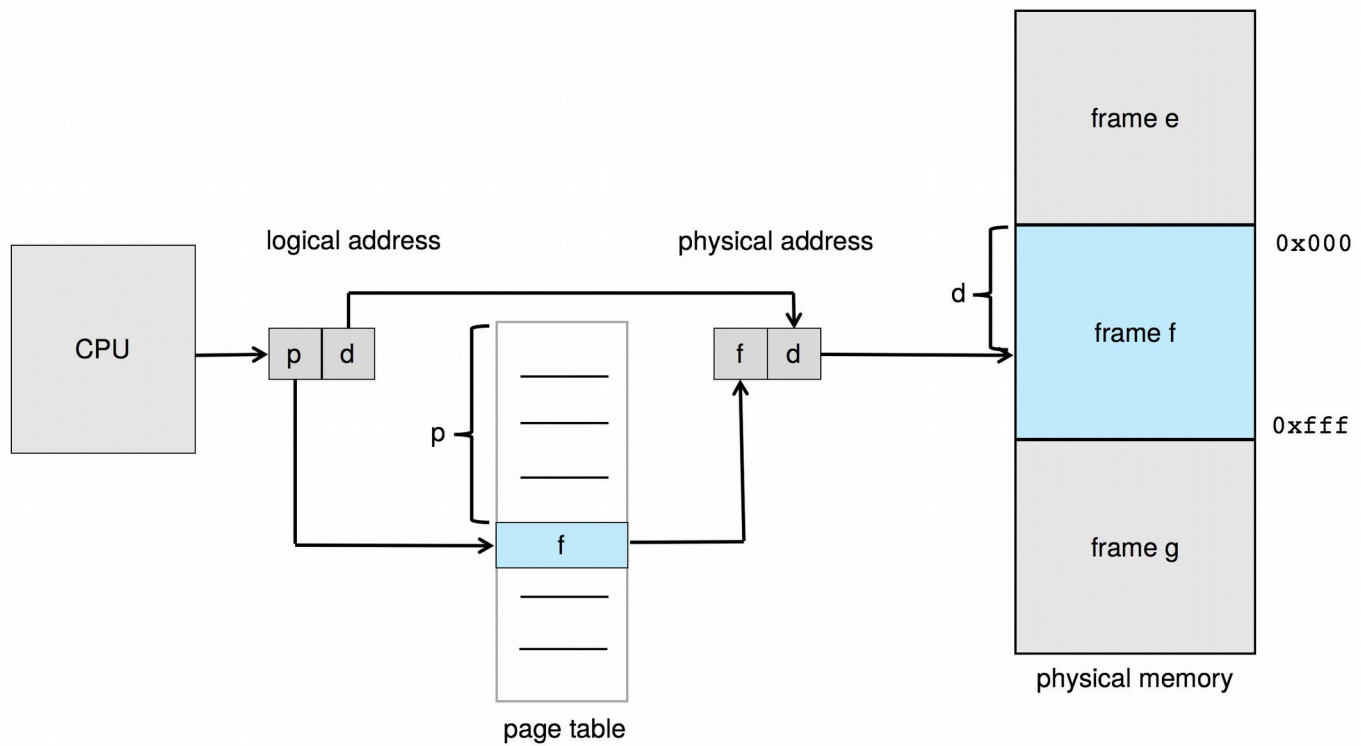 frame e
logical address
physical address
0x000
d
frame f
CPU
p d
f d
p
0xfff
f
frame g
physical memory
page table